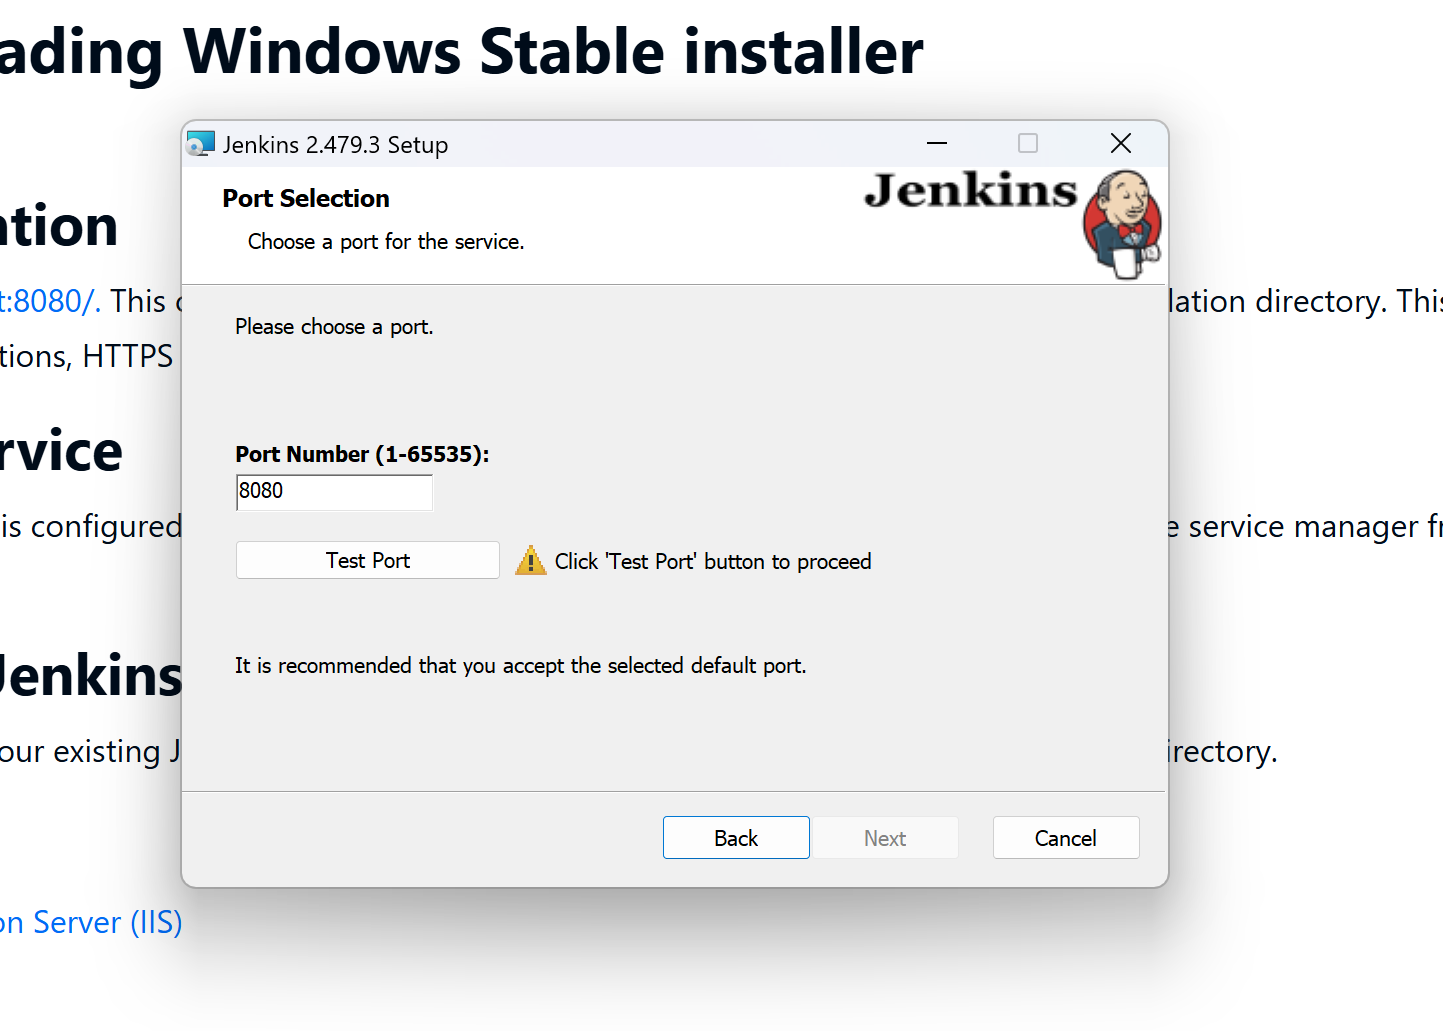 ading Windows Stable installer
Jenkins 2.479.3 Setup
Port Selection
Jenkins
Choose a port for the service.
ation
t:8080/. This
lation directory. This
Please choose a port.
tions, HTTPS
rvice
Port Number (1-65535):
8080
is configured
e service manager fr
Test Port
Click 'Test Port' button to proceed
Jenkins
It is recommended that you accept the selected default port.
our existing J
irectory.
Back
Next
Cancel
on Server (IIS)